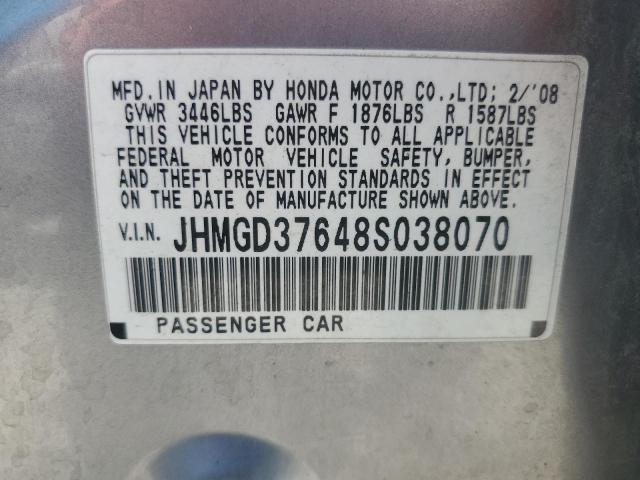 MFD. IN JAPAN BY HONDA MOTOR CO.,LTD; 2/'08
GVWR 3446LBS GAWR F 1876LBS R 1587LBS
THIS VEHICLE CONFORMS TO ALL APPLICABLE
FEDERAL MOTOR VEHICLE SAFETY, BUMPER,
AND THEFT PREVENTION STANDARDS IN EFFECT
ON THE DATE OF MANUFACTURE SHOWN ABOVE.
V.I.N. JHMGD37648S038070
PASSENGER CAR